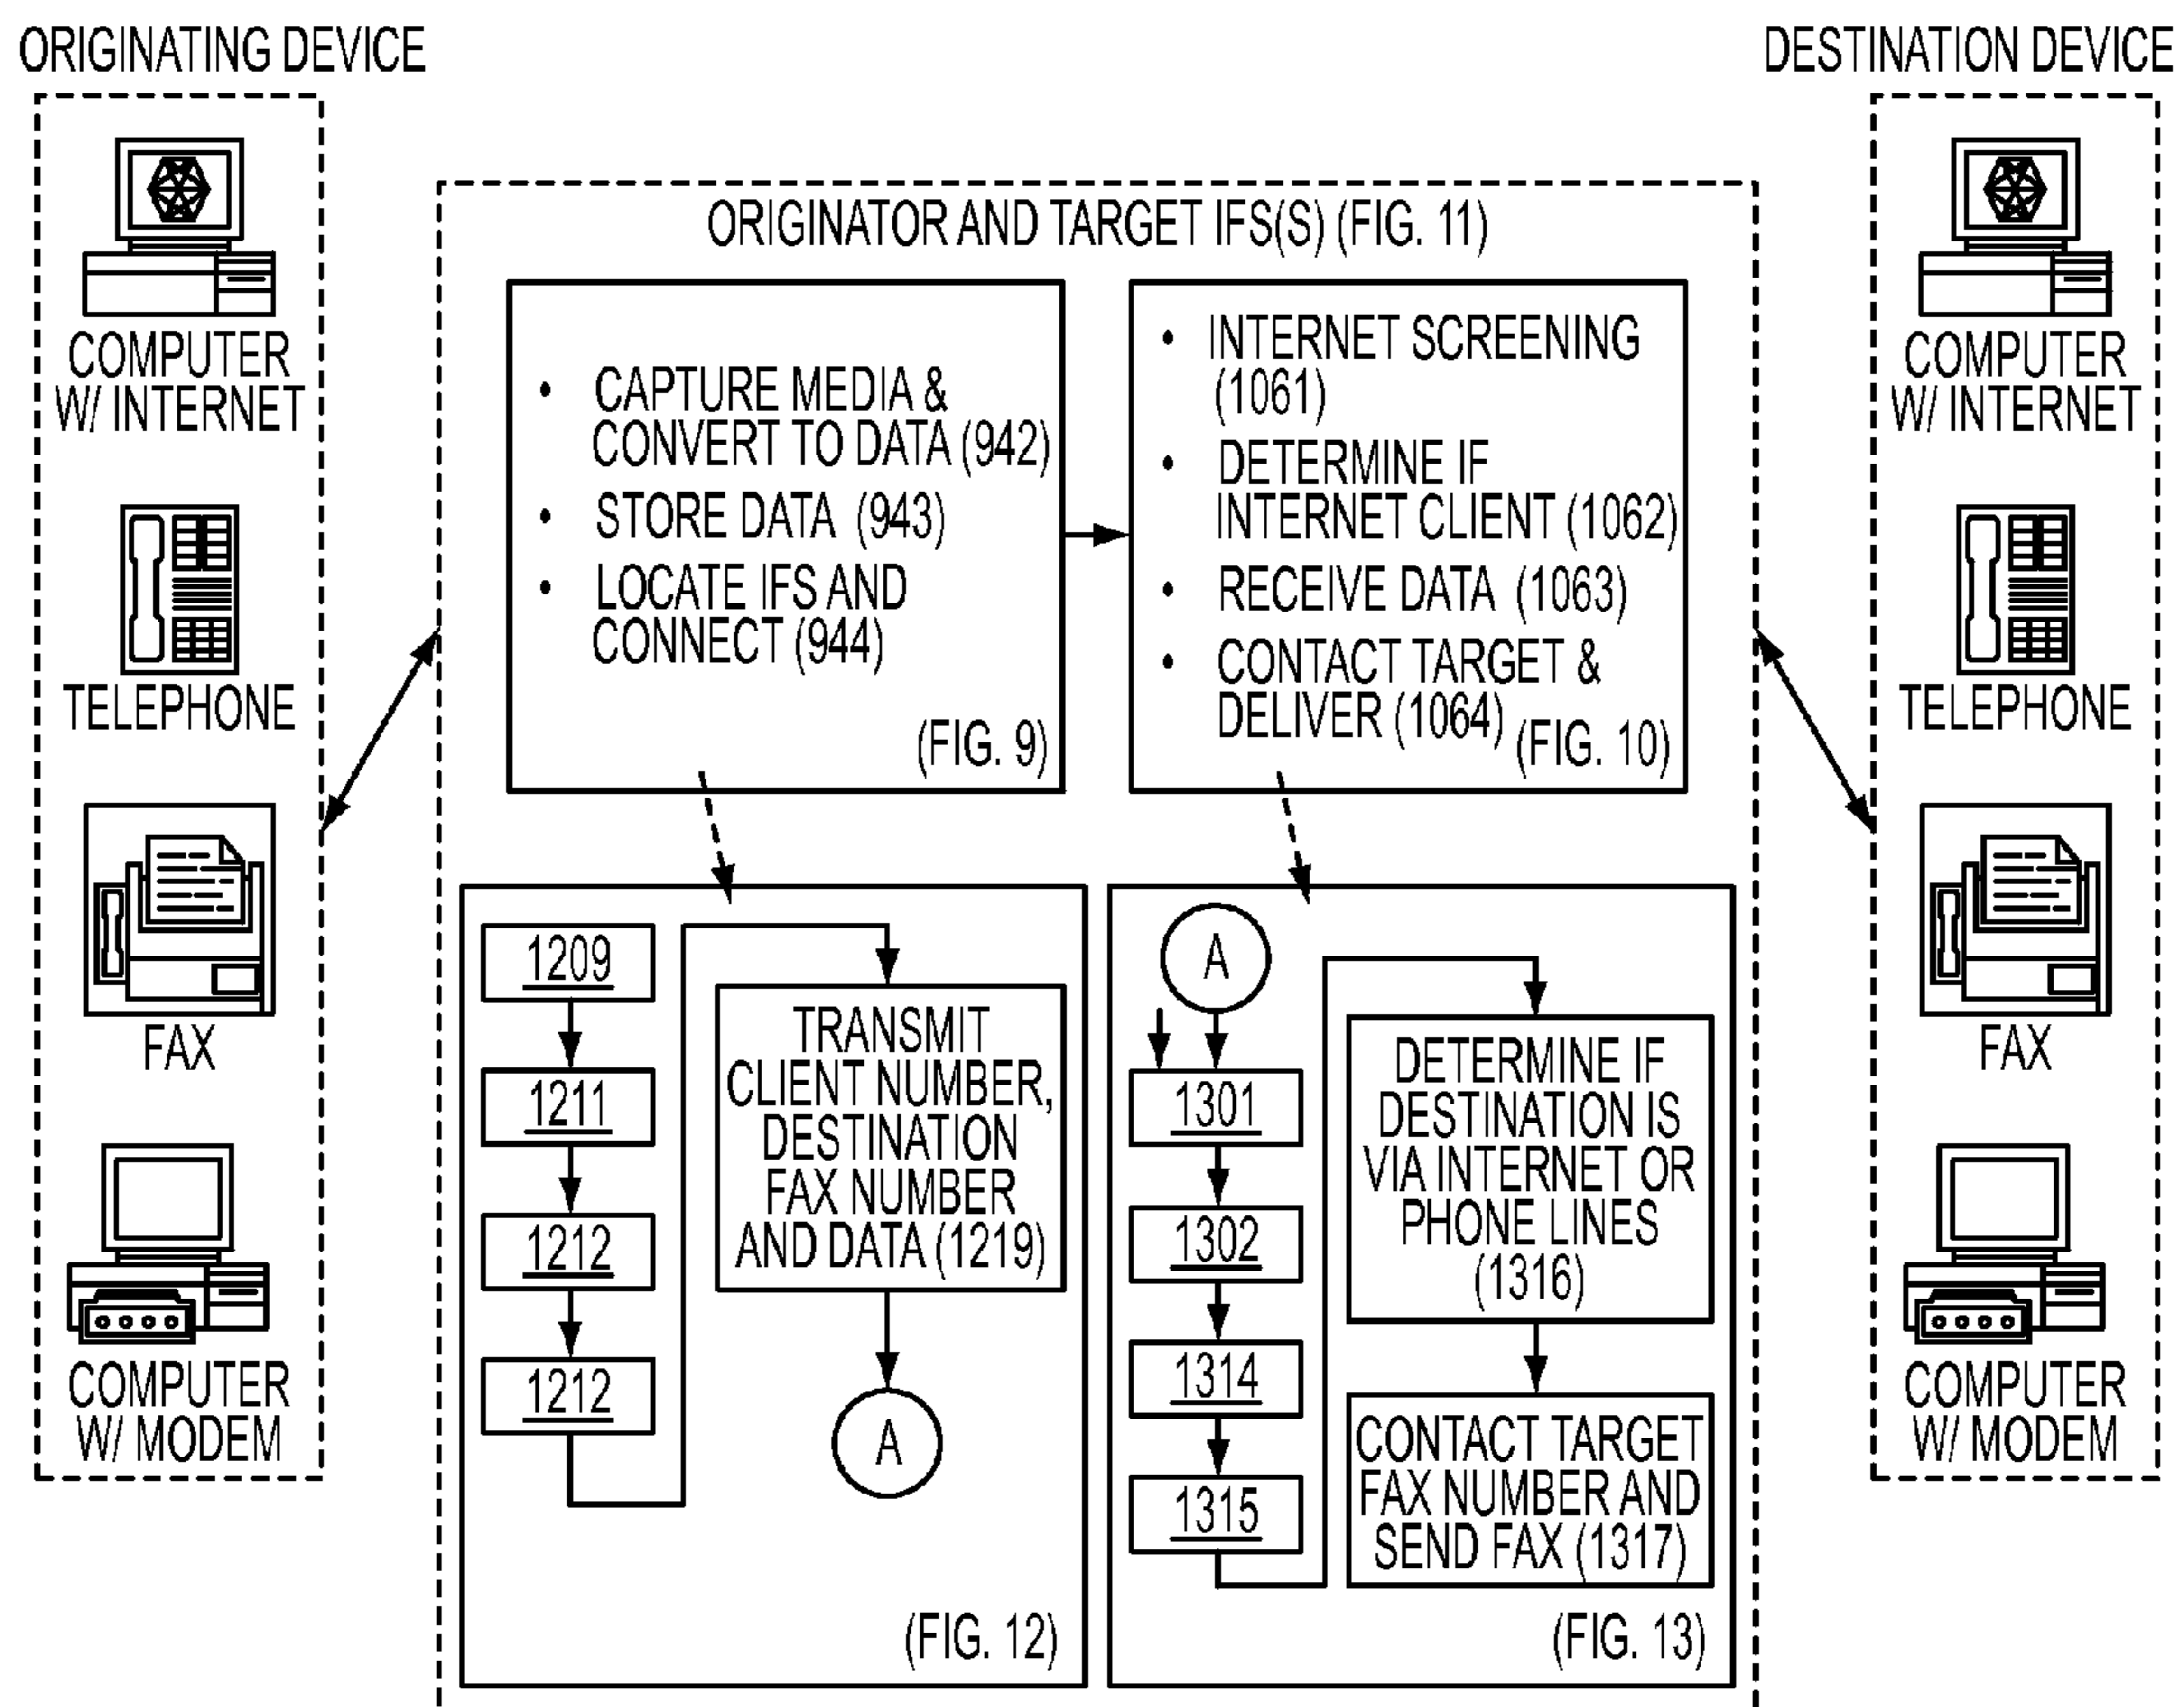 ORIGINATING DEVICE
COMPUTER
W/ INTERNET
TELEPHONE
FAX
COMPUTER
W/ MODEM
ORIGINATOR AND TARGET IFS(S) (FIG. 11)
• CAPTURE MEDIA &
CONVERT TO DATA (942)
• STORE DATA (943)
• LOCATE IFS AND
CONNECT (944)
(FIG. 9)
• INTERNET SCREENING
(1061)
• DETERMINE IF
INTERNET CLIENT (1062)
• RECEIVE DATA (1063)
• CONTACT TARGET &
DELIVER (1064)
(FIG. 10)
1209
1211
1212
1212
TRANSMIT
CLIENT NUMBER,
DESTINATION
FAX NUMBER
AND DATA (1219)
A
(FIG. 12)
A
1301
1302
1314
1315
DETERMINE IF
DESTINATION IS
VIA INTERNET OR
PHONE LINES
(1316)
CONTACT TARGET
FAX NUMBER AND
SEND FAX (1317)
(FIG. 13)
DESTINATION DEVICE
COMPUTER
W/ INTERNET
TELEPHONE
FAX
COMPUTER
W/ MODEM